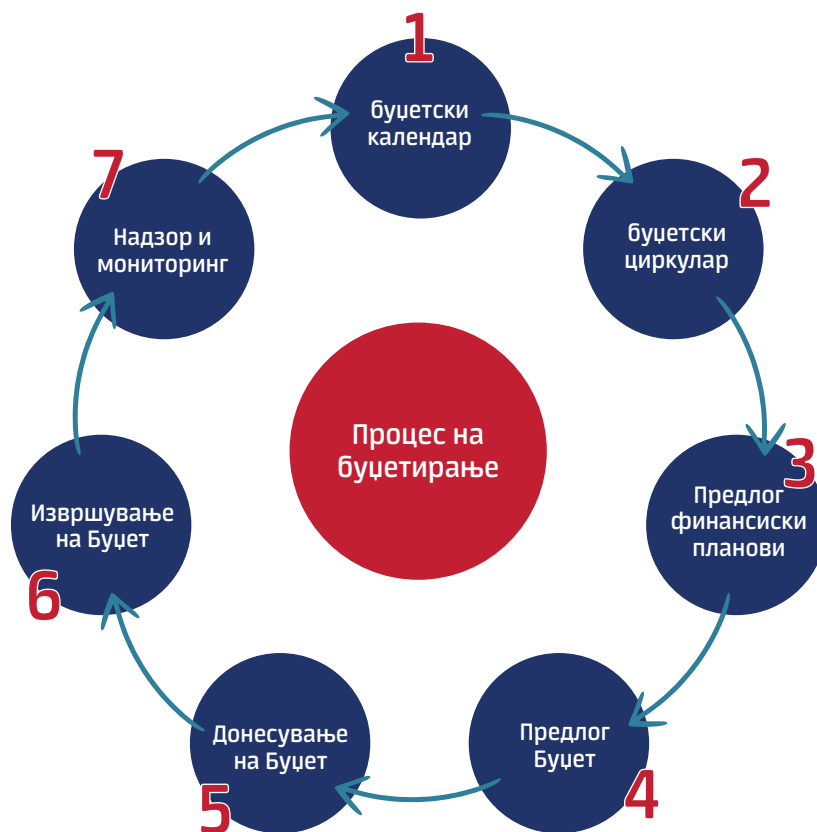 1
буџетски
календар
2
буџетски
циркулар
3
Предлог
финансиски
планови
4
Предлог
Буџет
5
Донесување
на Буџет
6
Извршување
на Буџет
7
Надзор и
мониторинг
Процес на
буџетирање